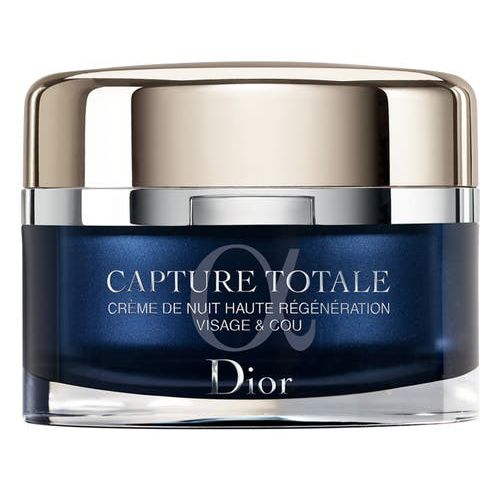 α
CAPTURE TOTALE
CRÈME DE NUIT HAUTE RÉGÉNÉRATION
VISAGE & COU
Dior